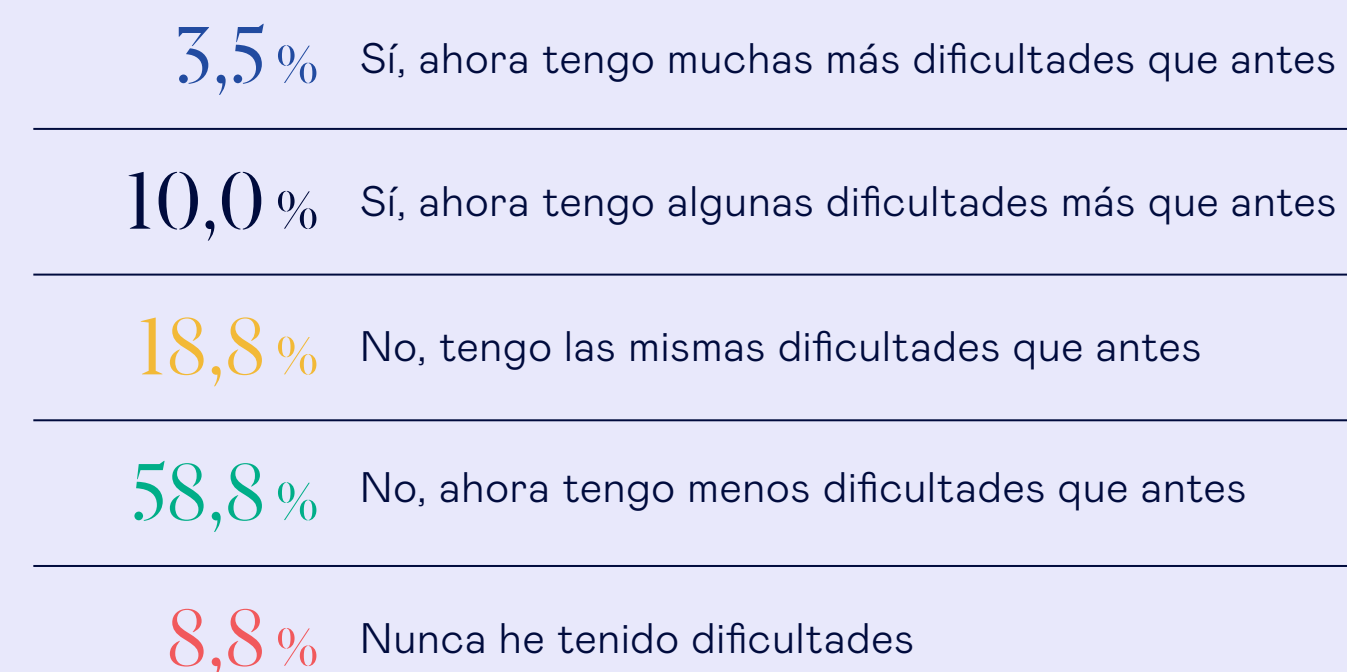 3,5 % Sí, ahora tengo muchas más dificultades que antes
10,0 % Sí, ahora tengo algunas dificultades más que antes
18,8 % No, tengo las mismas dificultades que antes
58,8 % No, ahora tengo menos dificultades que antes
8,8 % Nunca he tenido dificultades